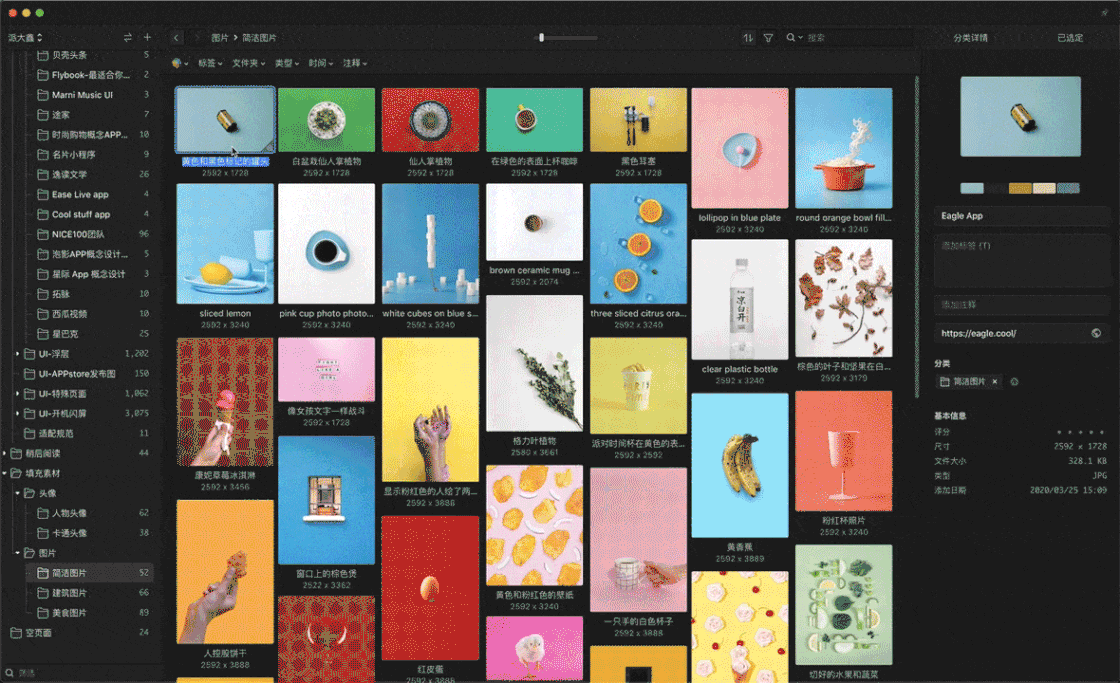 派大鑫
图片 > 简洁图片
搜索
分类详情
已选定
标签
文件夹
类型
时间
注释
贝壳头条 5
Flybook-最适合你... 2
Marni Music UI 3
途家 7
时尚购物概念APP... 10
名片小程序 9
逸读文学 26
Ease Live app 4
Cool stuff app 4
NICE100团队 96
泡影APP概念设计... 5
星际 App 概念设计 3
拓脉 10
西瓜视频 10
星巴克 25
UI-浮层 1,202
UI-APPstore发布图 150
UI-特殊页面 1,062
UI-开机闪屏 3,075
适配规范 11
稍后阅读 44
填充素材
头像
人物头像 62
卡通头像 38
图片
简洁图片 52
建筑图片 66
美食图片 89
空页面 24
筛选
黄色和黑色标记的罐头
2592 x 1728
白盆栽仙人掌植物
2592 x 1728
仙人掌植物
2592 x 1728
在绿色的表面上杯咖啡
2592 x 1728
黑色耳塞
2592 x 1728
lollipop in blue plate
2592 x 3240
round orange bowl fill...
2592 x 3240
sliced lemon
2592 x 3240
pink cup photo photo...
2592 x 3240
white cubes on blue s...
2592 x 3240
brown ceramic mug ...
2592 x 2074
three sliced citrus ora...
2592 x 3240
凉白开
clear plastic bottle
2592 x 3240
棕色的叶子和坚果在白...
2592 x 3179
康妮草莓冰淇淋
2592 x 3456
像女孩文字一样战斗
2592 x 1728
显示粉红色的人绘了两...
2592 x 3888
格力叶植物
2580 x 3661
派对时间杯在黄色的表...
2592 x 2592
黄香蕉
2592 x 3889
粉红杯照片
2592 x 3240
人控股饼干
2592 x 3888
窗口上的棕色煲
2522 x 3362
红皮蛋
2592 x 3888
黄色和粉红色的壁纸
2592 x 3240
一只手的白色杯子
2592 x 3888
切好的水果和蔬菜
Eagle App
添加标签 (T)
添加注释
https://eagle.cool/
分类
简洁图片 ×
基本信息
评分
尺寸 2592 × 1728
文件大小 328.1 KB
类型 JPG
添加日期 2020/03/25 15:09